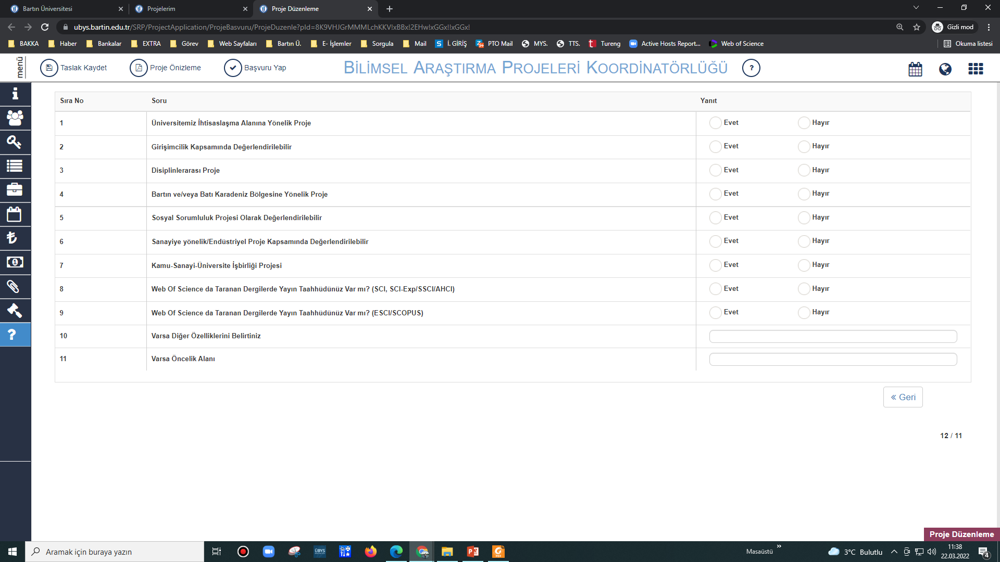 Bartın Üniversitesi
Projelerim
Proje Düzenleme
ubys.bartin.edu.tr/SRP/ProjectApplication/ProjeBasvuru/ProjeDuzenle?pId=8K9VHJGrMMMLchKKV!xBBx!2EHw!xGGx!!xGGx!
Gizli mod
BAKKA Haber Bankalar EXTRA Görev Web Sayfaları Bartın Ü. E- İşlemler Sorgula Mail İ. GİRİŞ PTO Mail MYS. TTS. Tureng Active Hosts Report... Web of Science Okuma listesi
menü
Taslak Kaydet Proje Önizleme Başvuru Yap BİLİMSEL ARAŞTIRMA PROJELERİ KOORDİNATÖRLÜĞÜ ?
Sıra No Soru Yanıt
1 Üniversitemiz İhtisaslaşma Alanına Yönelik Proje Evet Hayır
2 Girişimcilik Kapsamında Değerlendirilebilir Evet Hayır
3 Disiplinlerarası Proje Evet Hayır
4 Bartın ve/veya Batı Karadeniz Bölgesine Yönelik Proje Evet Hayır
5 Sosyal Sorumluluk Projesi Olarak Değerlendirilebilir Evet Hayır
6 Sanayiye yönelik/Endüstriyel Proje Kapsamında Değerlendirilebilir Evet Hayır
7 Kamu-Sanayi-Üniversite İşbirliği Projesi Evet Hayır
8 Web Of Science da Taranan Dergilerde Yayın Taahhüdünüz Var mı? (SCI, SCI-Exp/SSCI/AHCI) Evet Hayır
9 Web Of Science da Taranan Dergilerde Yayın Taahhüdünüz Var mı? (ESCI/SCOPUS) Evet Hayır
10 Varsa Diğer Özelliklerini Belirtiniz
11 Varsa Öncelik Alanı
« Geri
12 / 11
Proje Düzenleme
Aramak için buraya yazın
ÜBYS
Masaüstü
3°C Bulutlu
11:38
22.03.2022
4